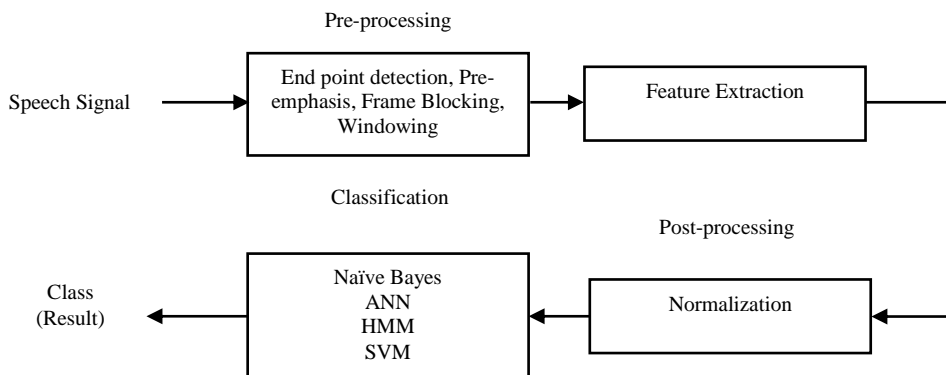 Pre-processing
Speech Signal
End point detection, Pre-
emphasis, Frame Blocking,
Windowing
Feature Extraction
Classification
Post-processing
Class
(Result)
Naïve Bayes
ANN
HMM
SVM
Normalization